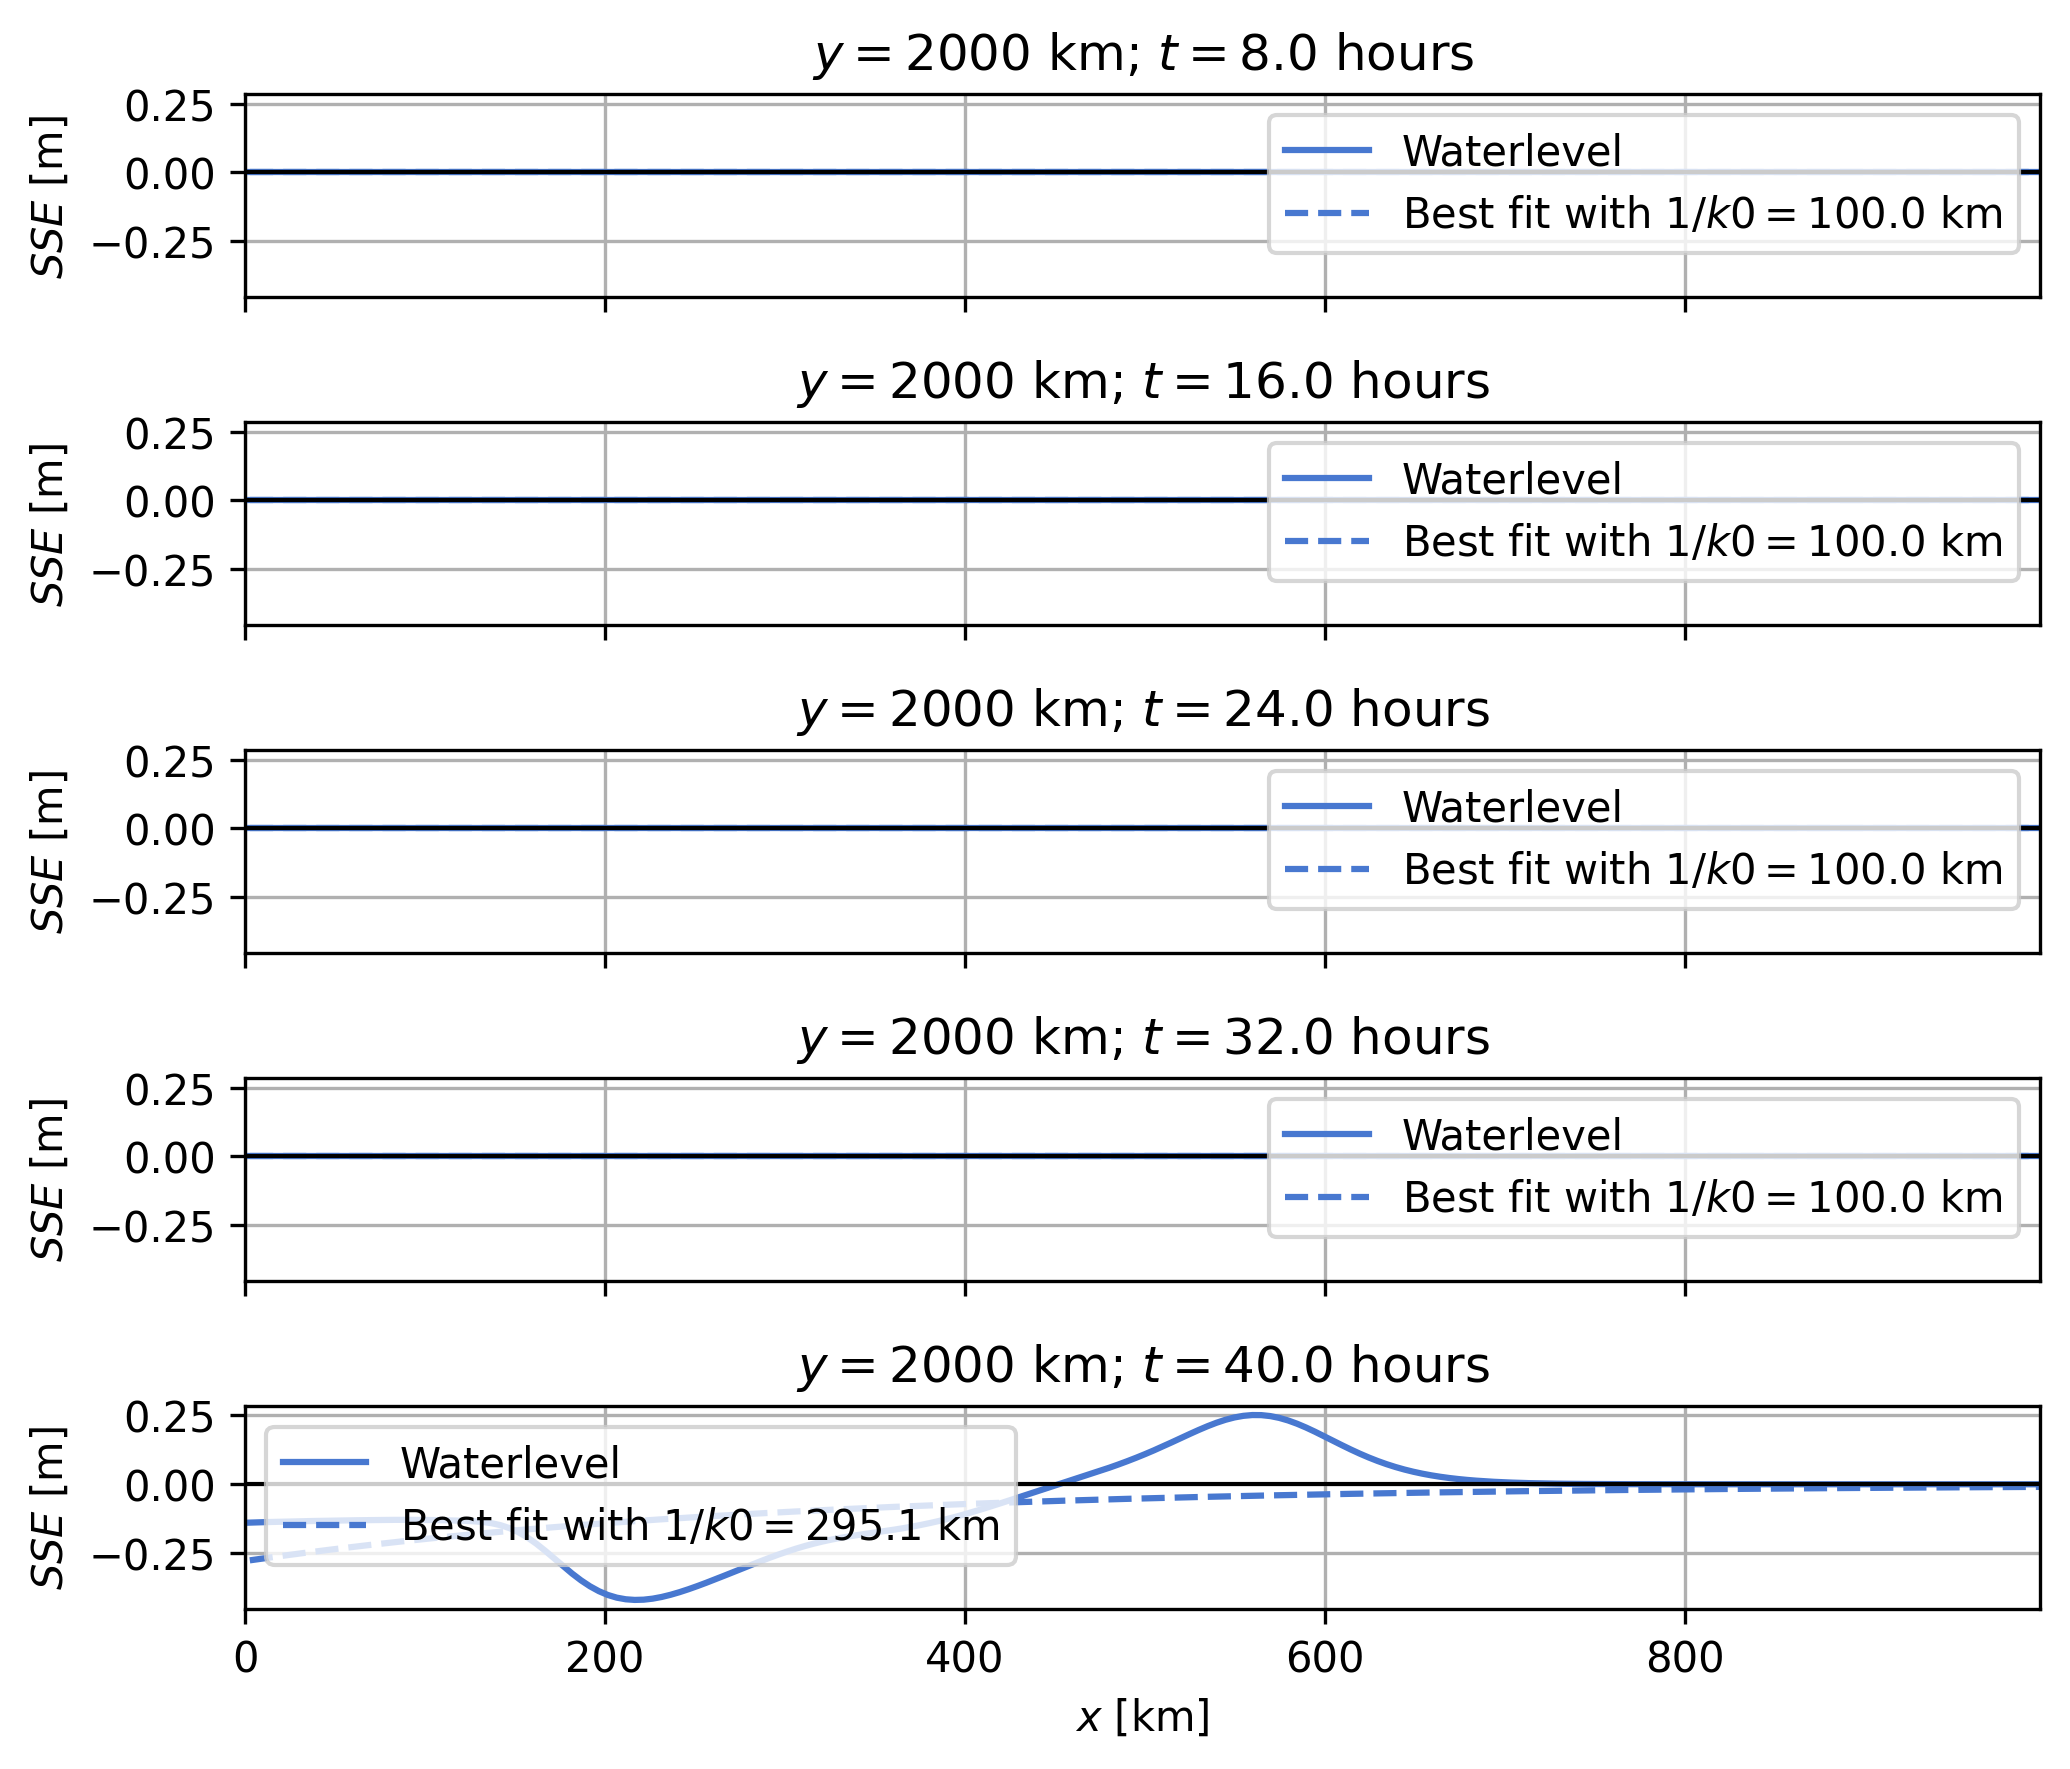 y = 2000 km; t = 8.0 hours
SSE [m]
0.25
0.00
−0.25
Waterlevel
Best fit with 1/k0 = 100.0 km
y = 2000 km; t = 16.0 hours
SSE [m]
0.25
0.00
−0.25
Waterlevel
Best fit with 1/k0 = 100.0 km
y = 2000 km; t = 24.0 hours
SSE [m]
0.25
0.00
−0.25
Waterlevel
Best fit with 1/k0 = 100.0 km
y = 2000 km; t = 32.0 hours
SSE [m]
0.25
0.00
−0.25
Waterlevel
Best fit with 1/k0 = 100.0 km
y = 2000 km; t = 40.0 hours
SSE [m]
0.25
0.00
−0.25
Waterlevel
Best fit with 1/k0 = 295.1 km
0 200 400 600 800
x [km]